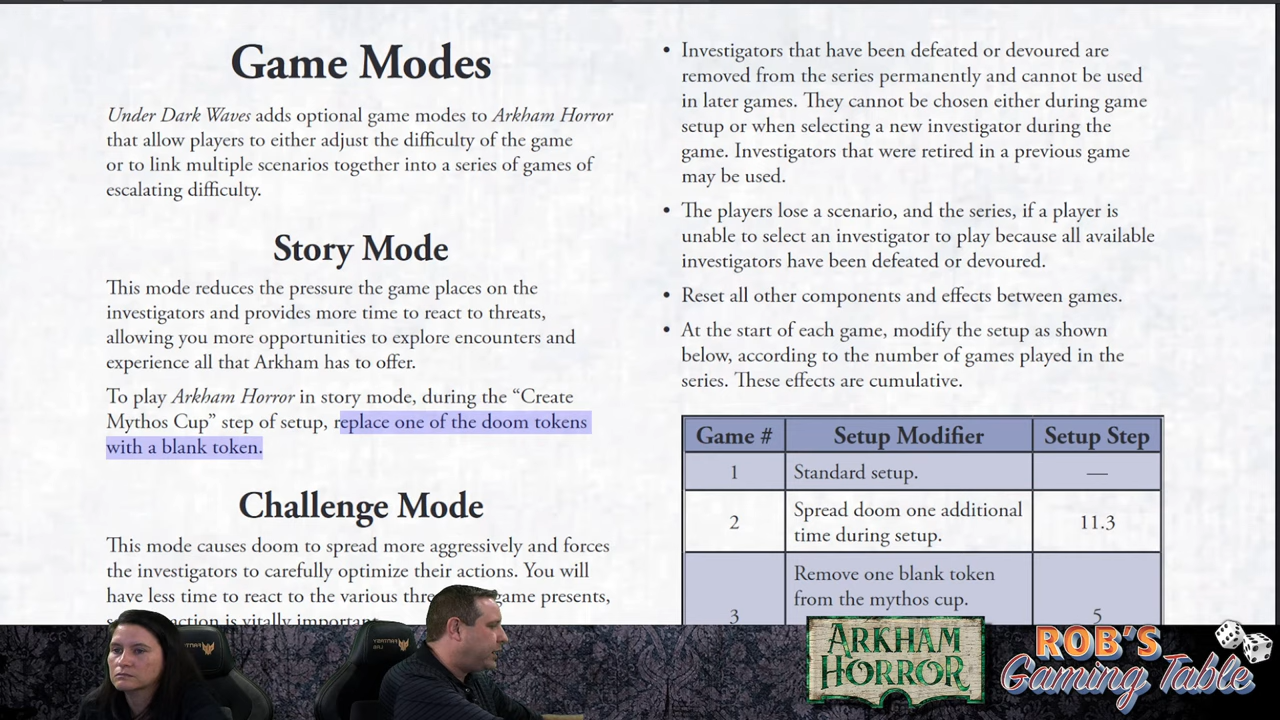 Game Modes
Under Dark Waves adds optional game modes to Arkham Horror
that allow players to either adjust the difficulty of the game
or to link multiple scenarios together into a series of games of
escalating difficulty.
Story Mode
This mode reduces the pressure the game places on the
investigators and provides more time to react to threats,
allowing you more opportunities to explore encounters and
experience all that Arkham has to offer.
To play Arkham Horror in story mode, during the “Create
Mythos Cup” step of setup, replace one of the doom tokens
with a blank token.
Challenge Mode
This mode causes doom to spread more aggressively and forces
the investigators to carefully optimize their actions. You will
have less time to react to the various game presents,
is vitally
• Investigators that have been defeated or devoured are
removed from the series permanently and cannot be used
in later games. They cannot be chosen either during game
setup or when selecting a new investigator during the
game. Investigators that were retired in a previous game
may be used.
• The players lose a scenario, and the series, if a player is
unable to select an investigator to play because all available
investigators have been defeated or devoured.
• Reset all other components and effects between games.
• At the start of each game, modify the setup as shown
below, according to the number of games played in the
series. These effects are cumulative.
Game # Setup Modifier Setup Step
1 Standard setup. —
2 Spread doom one additional
time during setup. 11.3
Remove one blank token
from the mythos cup.
3 5
ARKHAM
HORROR
ROB'S
Gaming Table